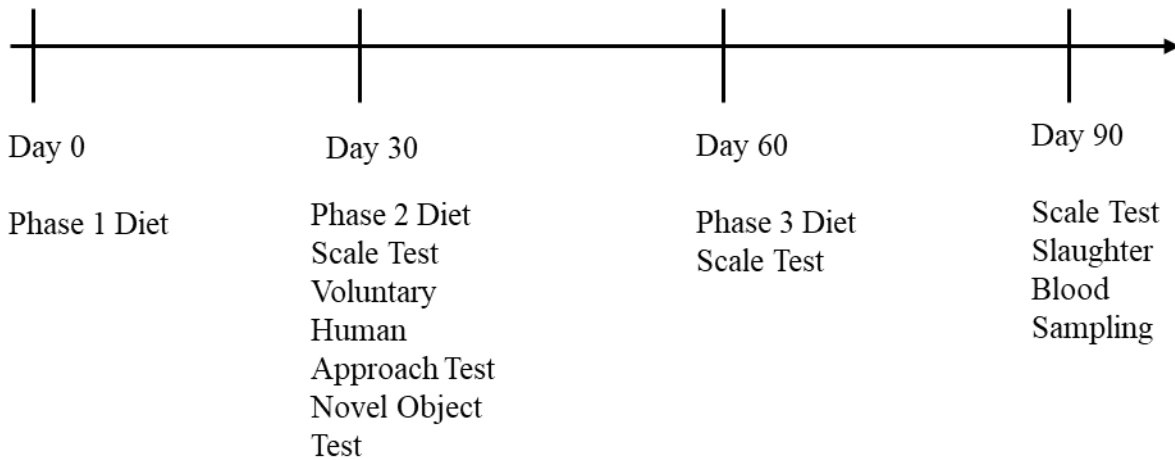 Day 0
Phase 1 Diet
Day 30
Phase 2 Diet
Scale Test
Voluntary
Human
Approach Test
Novel Object
Test
Day 60
Phase 3 Diet
Scale Test
Day 90
Scale Test
Slaughter
Blood
Sampling